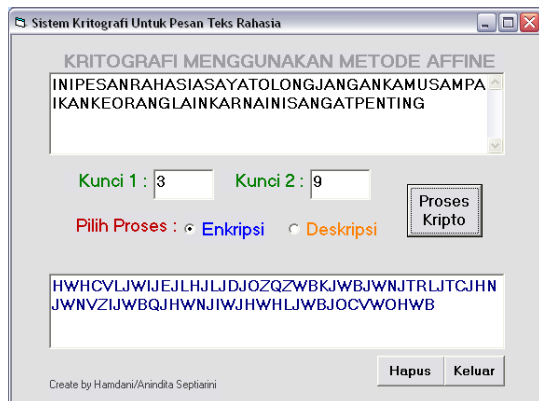 Sistem Kritografi Untuk Pesan Teks Rahasia
KRITOGRAFI MENGGUNAKAN METODE AFFINE
INIPESANRAHASIASAYATOLONGJANGANKAMUSAMPA
IKANKEORANGLAINKARNAINISANGATPENTING
Kunci 1 : 3 Kunci 2 : 9
Proses
Kripto
Pilih Proses : Enkripsi Deskripsi
HWHCVLJWIJEJLHJLJDJOZQZWBKJWBJWNJTRLJTCJHN
JWNVZIJWBQJHWNJIWJHWHLJWBJOCVWOHWB
Hapus Keluar
Create by Hamdani/Anindita Septiarini